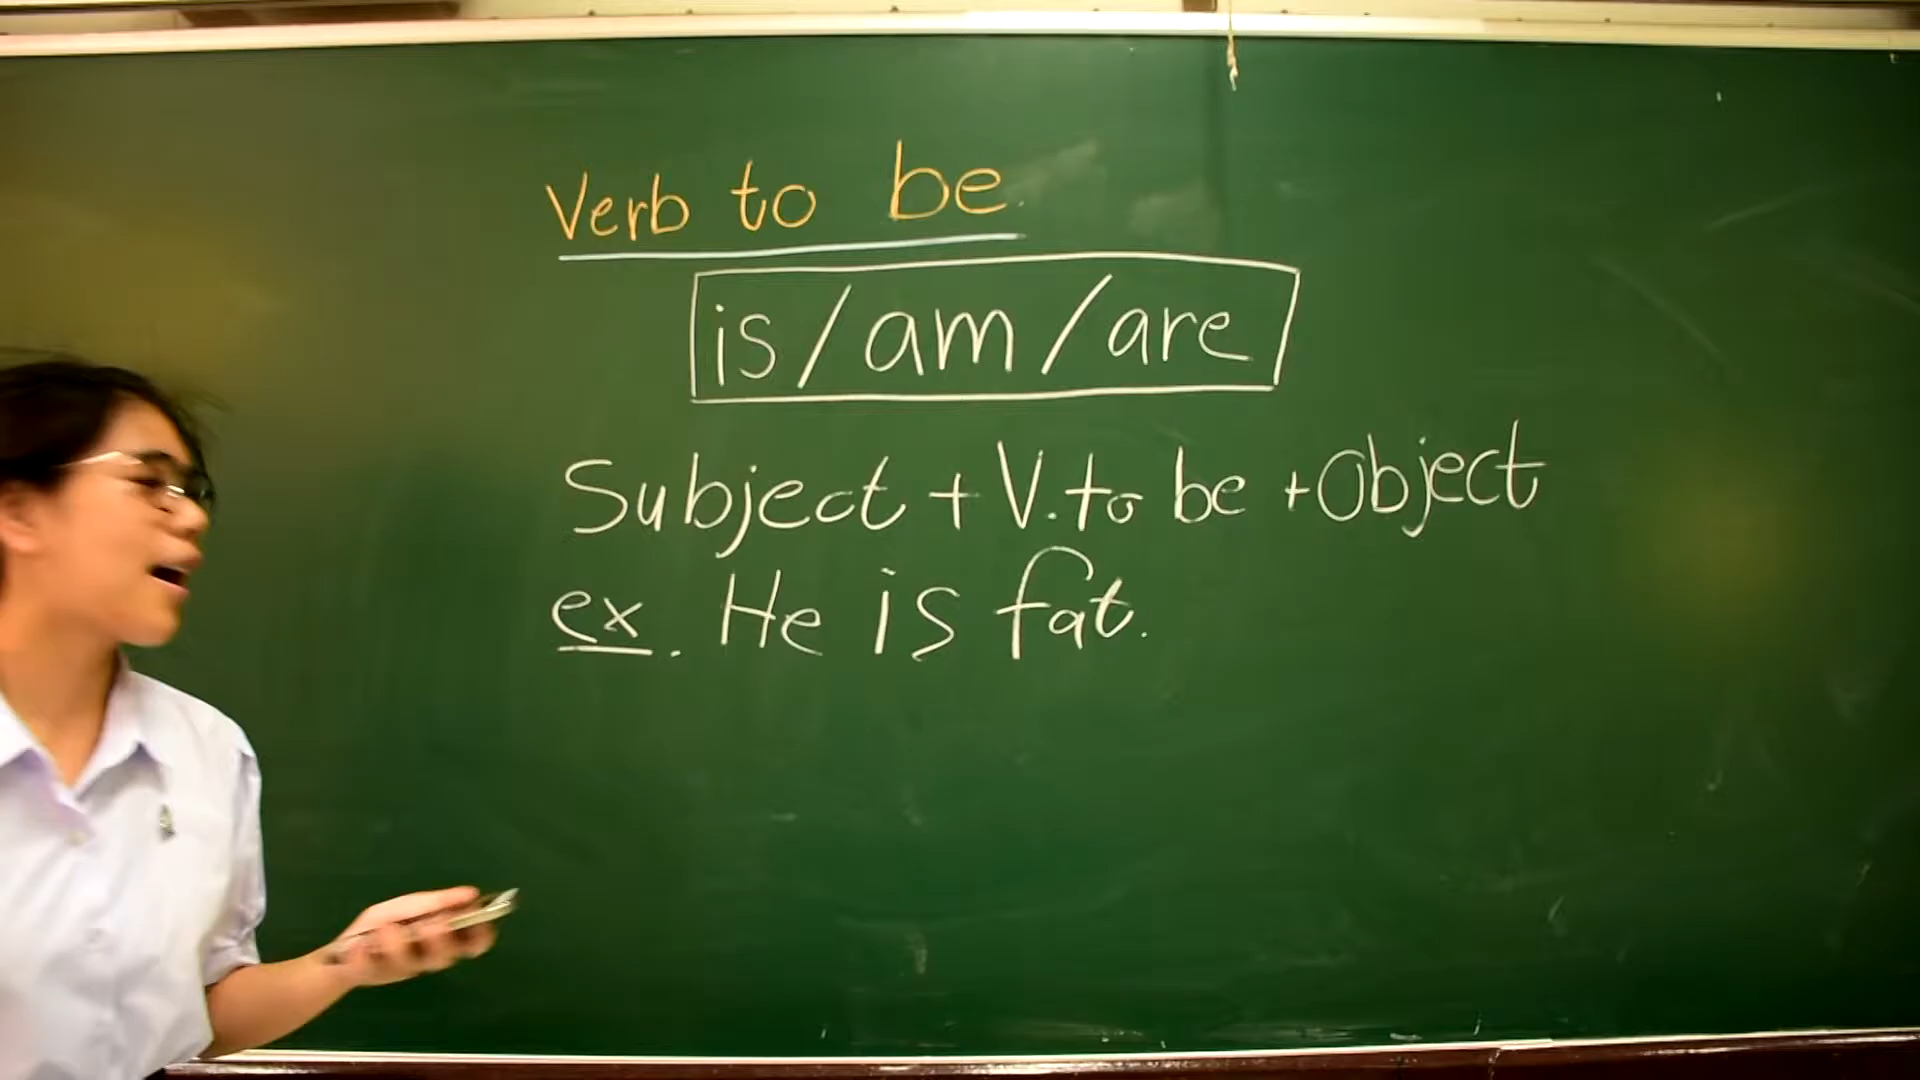 Verb to be
is/am/are
Subject + V.to be +Object
ex. He is fat.